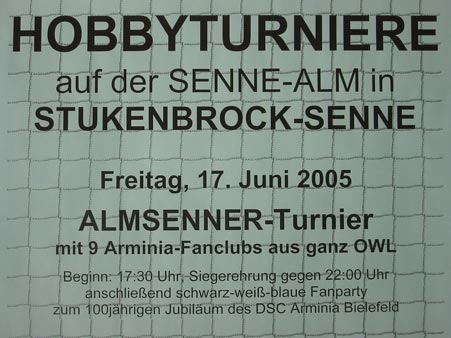 HOBBYTURNIERE
auf der SENNE-ALM in
STUKENBROCK-SENNE
Freitag, 17. Juni 2005
ALMSENNER-Turnier
mit 9 Arminia-Fanclubs aus ganz OWL
Beginn: 17:30 Uhr, Siegerehrung gegen 22:00 Uhr
anschließend schwarz-weiß-blaue Fanparty
zum 100jährigen Jubiläum des DSC Arminia Bielefeld